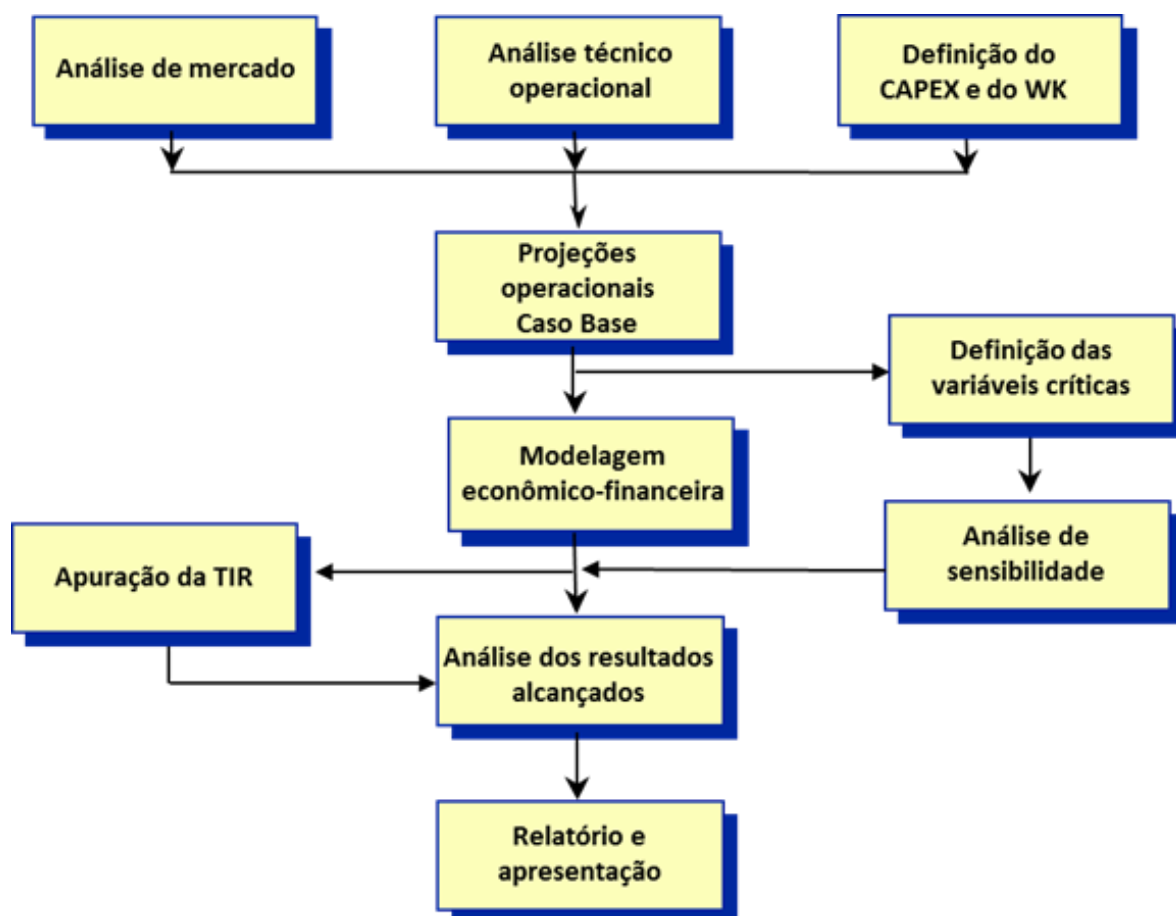 Análise de mercado
Análise técnico
operacional
Definição do
CAPEX e do WK
Projeções
operacionais
Caso Base
Definição das
variáveis críticas
Modelagem
econômico-financeira
Análise de
sensibilidade
Apuração da TIR
Análise dos resultados
alcançados
Relatório e
apresentação